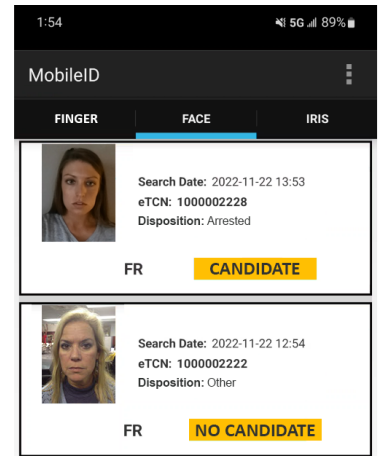 1:54 5G 89%
MobileID
FINGER FACE IRIS
Search Date: 2022-11-22 13:53
eTCN: 1000002228
Disposition: Arrested
FR CANDIDATE
Search Date: 2022-11-22 12:54
eTCN: 1000002222
Disposition: Other
FR NO CANDIDATE